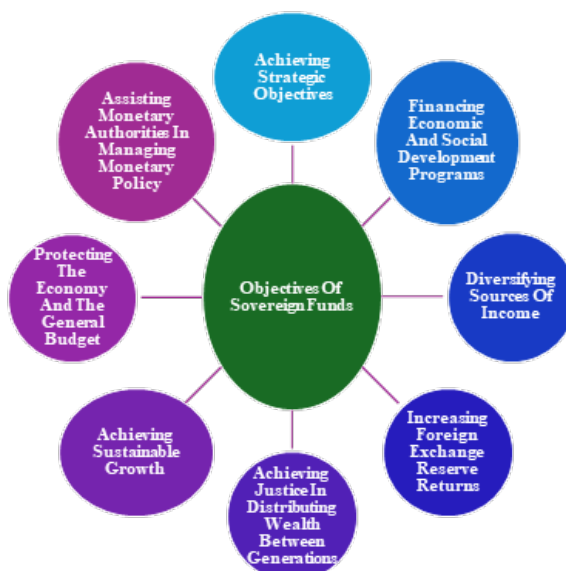 Achieving
Strategic
Objectives
Financing
Economic
And Social
Development
Programs
Diversifying
Sources Of
Income
Increasing
Foreign
Exchange
Reserve
Returns
Achieving
Justice In
Distributing
Wealth
Between
Generations
Achieving
Sustainable
Growth
Protecting
The
Economy
And The
General
Budget
Assisting
Monetary
Authorities In
Managing
Monetary
Policy
Objectives Of
Sovereign Funds